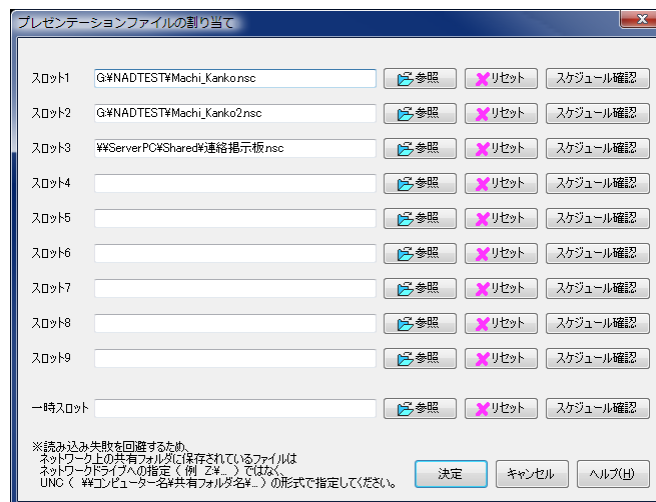 プレゼンテーションファイルの割り当て
スロット1 G:¥NADTEST¥Machi_Kanko.nsc 参照 リセット スケジュール確認
スロット2 G:¥NADTEST¥Machi_Kanko2.nsc 参照 リセット スケジュール確認
スロット3 ¥¥ServerPC¥Shared¥連絡掲示板.nsc 参照 リセット スケジュール確認
スロット4 参照 リセット スケジュール確認
スロット5 参照 リセット スケジュール確認
スロット6 参照 リセット スケジュール確認
スロット7 参照 リセット スケジュール確認
スロット8 参照 リセット スケジュール確認
スロット9 参照 リセット スケジュール確認
一時スロット 参照 リセット スケジュール確認
※読み込み失敗を回避するため、
ネットワーク上の共有フォルダに保存されているファイルは
ネットワークドライブへの指定 ( 例 Z:¥... ) ではなく、
UNC ( ¥¥コンピューター名¥共有フォルダ名¥... ) の形式で指定してください。
決定 キャンセル ヘルプ(H)